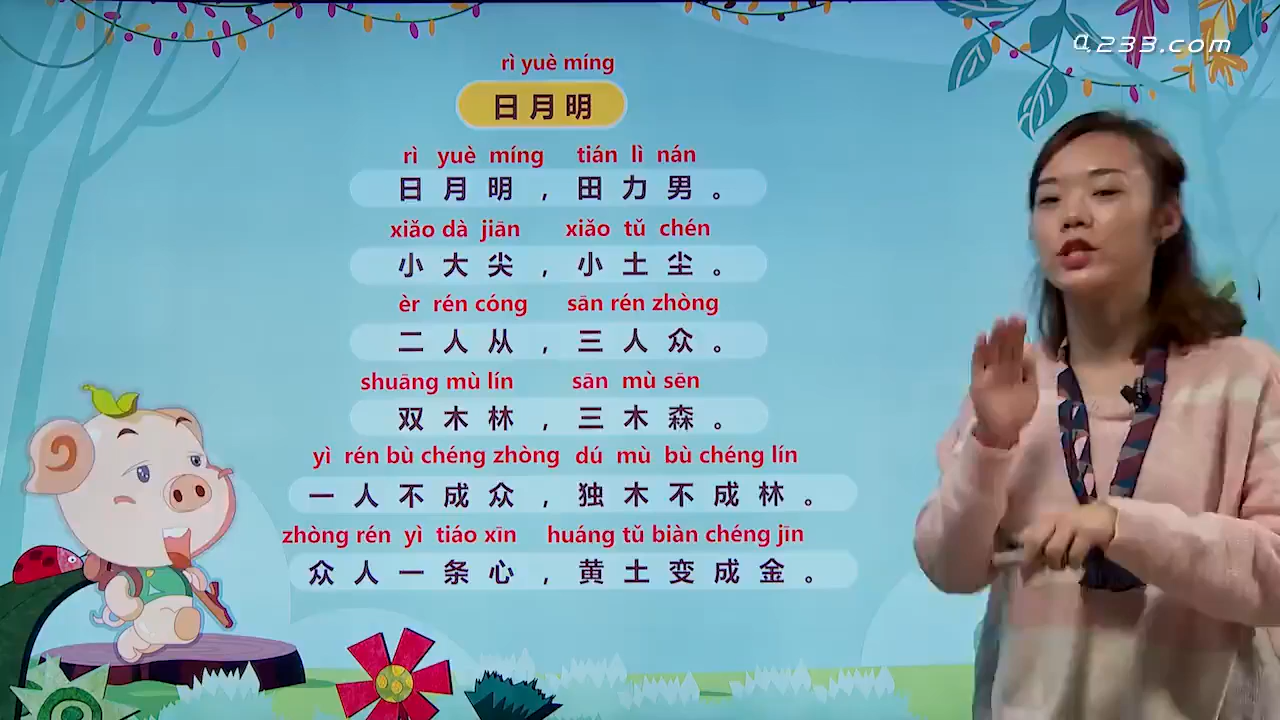 233.com
rì yuè míng
日月明
rì yuè míng tián lì nán
日月明，田力男。
xiǎo dà jiān xiǎo tǔ chén
小大尖，小土尘。
èr rén cóng sān rén zhòng
二人从，三人众。
shuāng mù lín sān mù sēn
双木林，三木森。
yì rén bù chéng zhòng dú mù bù chéng lín
一人不成众，独木不成林。
zhòng rén yì tiáo xīn huáng tǔ biàn chéng jīn
众人一条心，黄土变成金。